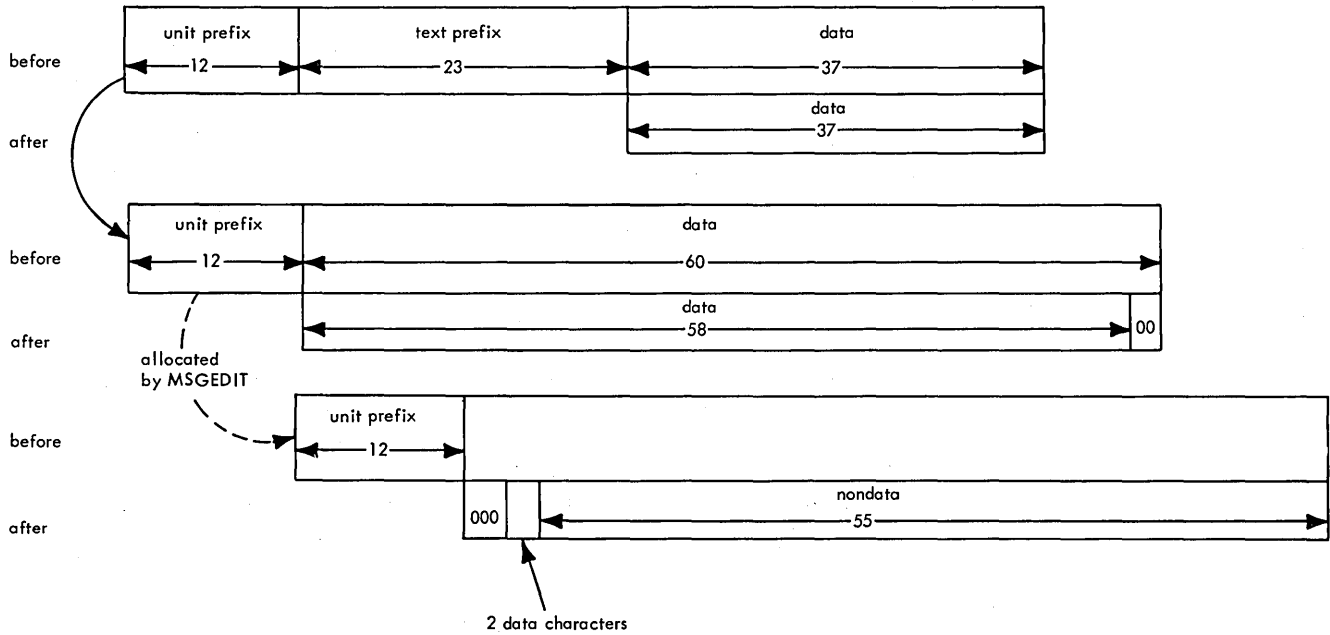 unit prefix text prefix data
before 12 23 37
data
after 37
unit prefix data
before 12 60
data
after 58 00
allocated
by MSGEDIT
unit prefix
before 12
nondata
after 000 55
2 data characters